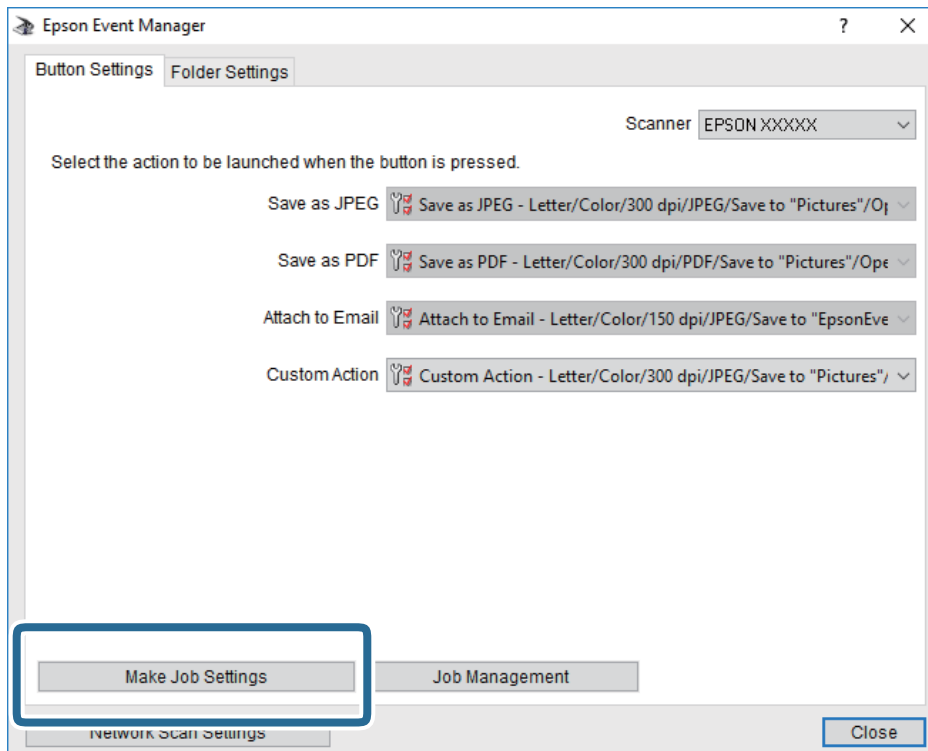 Epson Event Manager
Button Settings Folder Settings
Scanner EPSON XXXXX
Select the action to be launched when the button is pressed.
Save as JPEG Save as JPEG - Letter/Color/300 dpi/JPEG/Save to "Pictures"/Op
Save as PDF Save as PDF - Letter/Color/300 dpi/PDF/Save to "Pictures"/Ope
Attach to Email Attach to Email - Letter/Color/150 dpi/JPEG/Save to "EpsonEve
Custom Action Custom Action - Letter/Color/300 dpi/JPEG/Save to "Pictures"/
Make Job Settings Job Management
Network Scan Settings Close